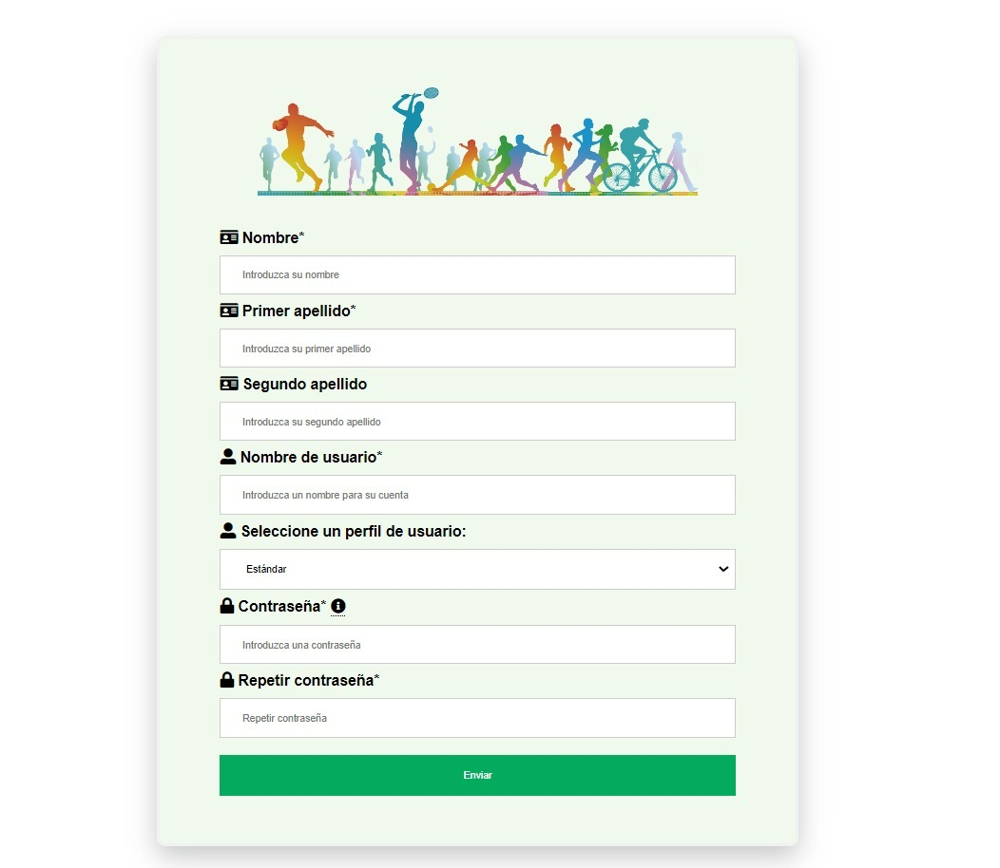 Nombre*
Introduzca su nombre
Primer apellido*
Introduzca su primer apellido
Segundo apellido
Introduzca su segundo apellido
Nombre de usuario*
Introduzca un nombre para su cuenta
Seleccione un perfil de usuario:
Estándar
Contraseña*
Introduzca una contraseña
Repetir contraseña*
Repetir contraseña
Enviar